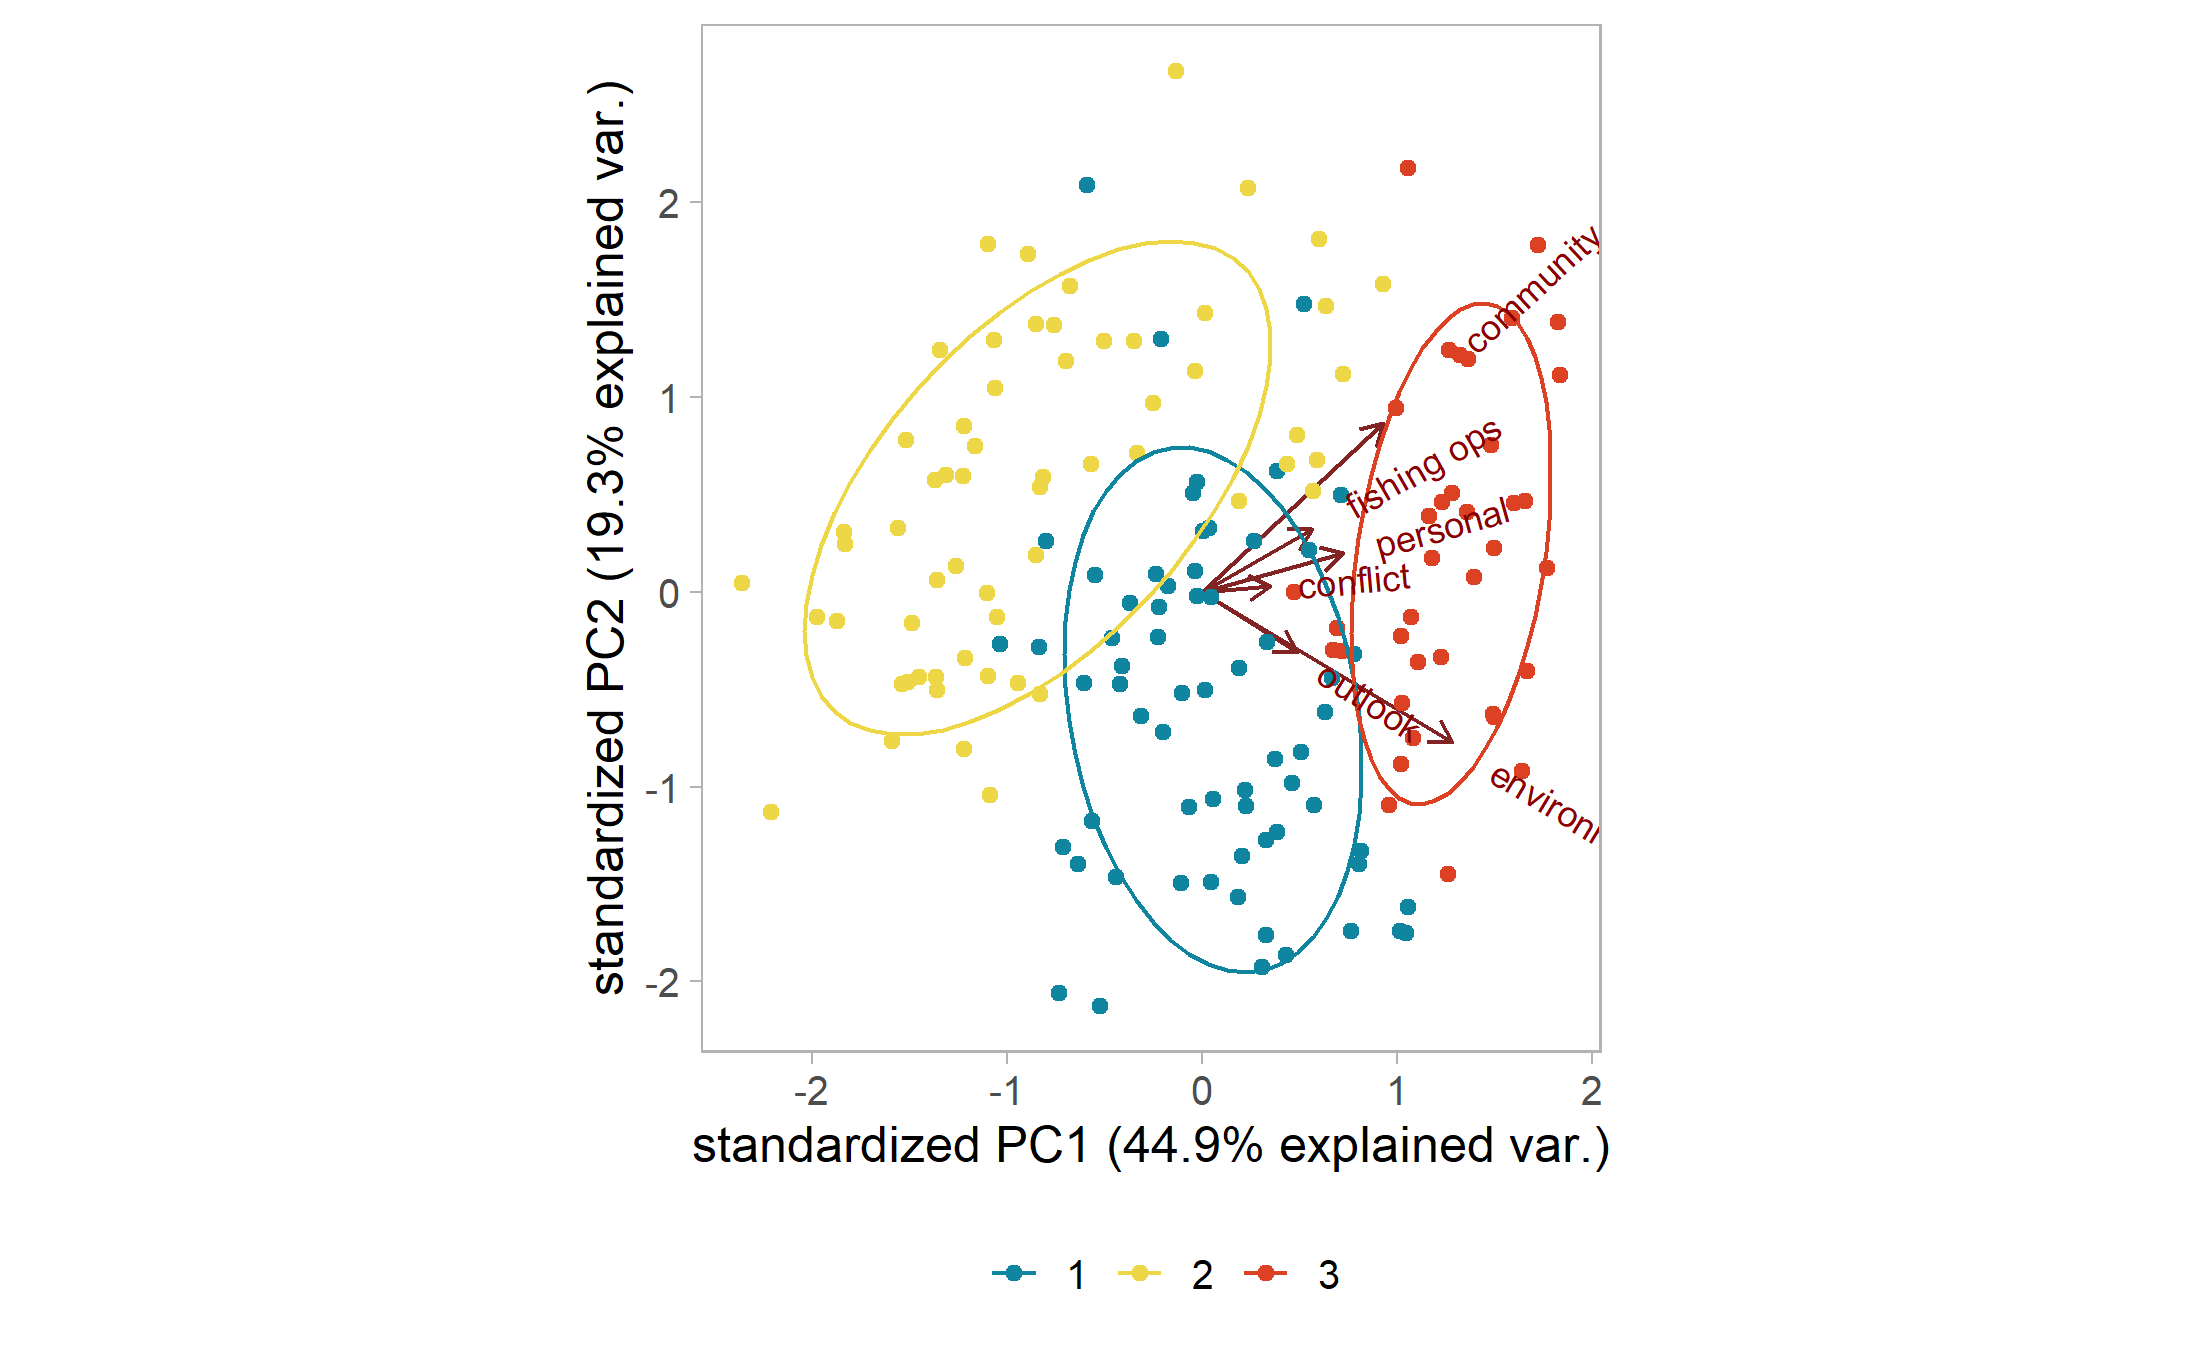 standardized PC2 (19.3% explained var.)
2
1
0
-1
-2
community
fishing ops
personal
conflict
outlook
-2 -1 0 1 2
standardized PC1 (44.9% explained var.)
1 2 3